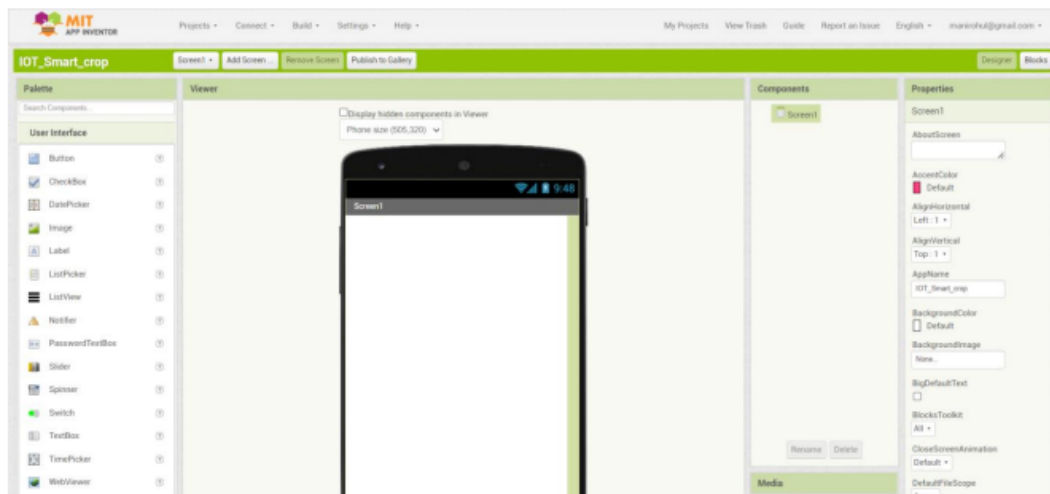 MIT
APP INVENTOR
Projects Connect Build Settings Help My Projects View Trash Guide Report an Issue English manirohul@gmail.com
IOT_Smart_crop Screen1 Add Screen ... Remove Screen Publish to Gallery Designer Blocks
Palette
Search Components...
User Interface
Button
CheckBox
DatePicker
Image
Label
ListPicker
ListView
Notifier
PasswordTextBox
Slider
Spinner
Switch
TextBox
TimePicker
WebViewer
Viewer
Display hidden components in Viewer
Phone size (505,320)
9:48
Screen1
Components
Screen1
Rename Delete
Media
Properties
Screen1
AboutScreen
AccentColor
Default
AlignHorizontal
Left : 1
AlignVertical
Top : 1
AppName
IOT_Smart_crop
BackgroundColor
Default
BackgroundImage
None...
BigDefaultText
BlocksToolkit
All
CloseScreenAnimation
Default
DefaultFileScope